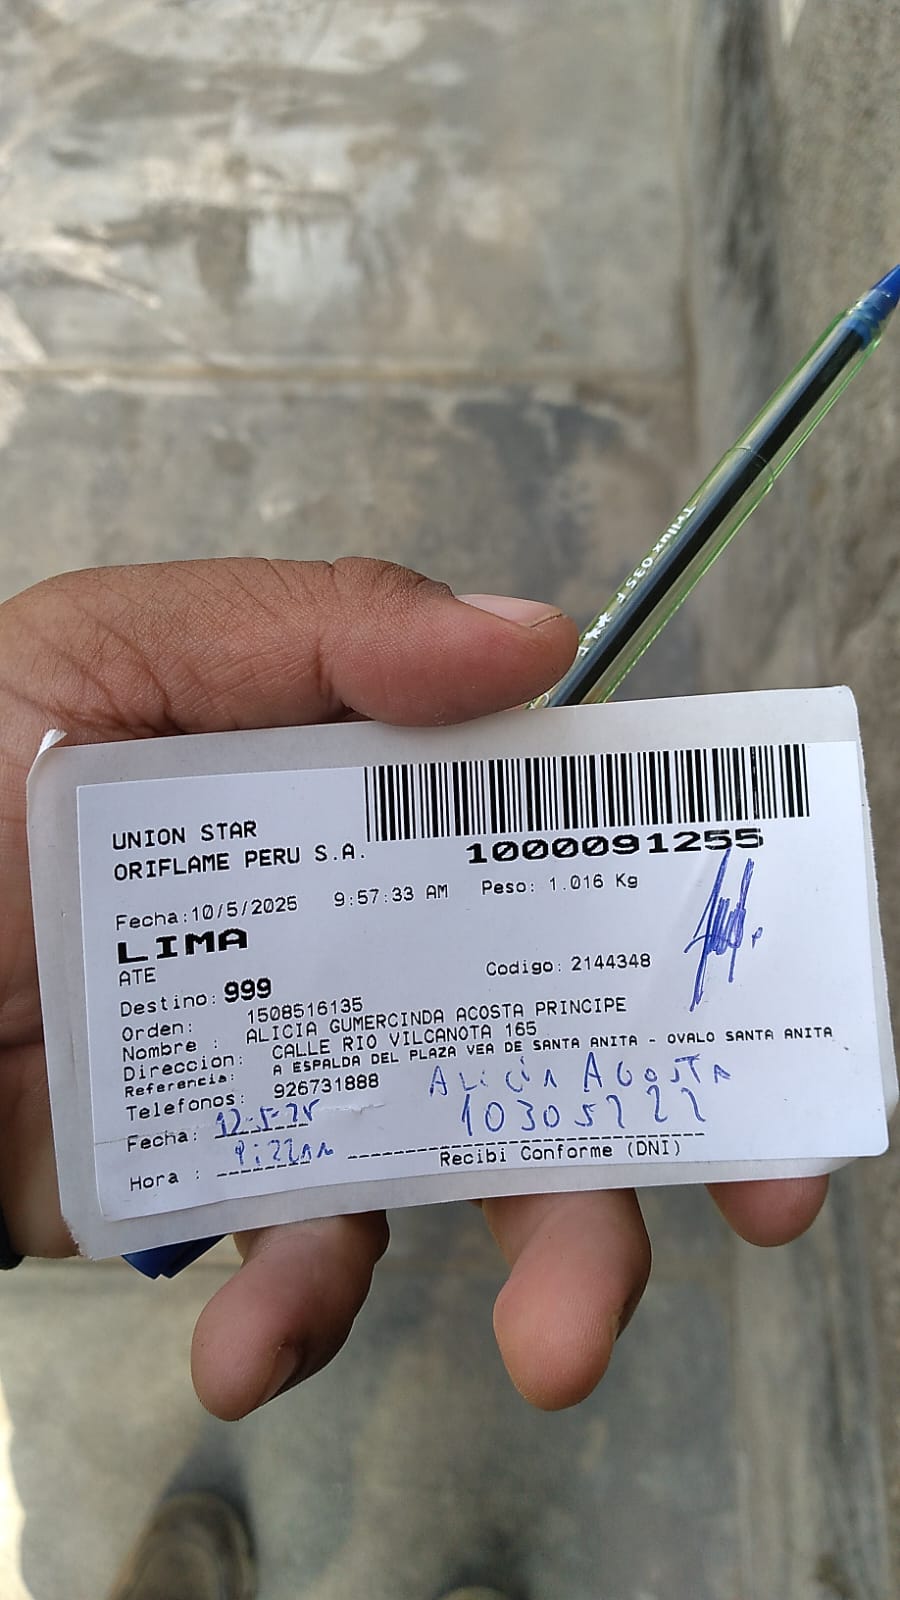 UNION STAR
ORIFLAME PERU S.A.
1000091255
Fecha:10/5/2025 9:57:33 AM Peso: 1.016 Kg
LIMA
ATE
Destino: 999 Codigo: 2144348
Orden: 1508516135
Nombre : ALICIA GUMERCINDA ACOSTA PRINCIPE
Direccion: CALLE RIO VILCANOTA 165
Referencia: A ESPALDA DEL PLAZA VEA DE SANTA ANITA - OVALO SANTA ANITA
Telefonos: 926731888 ALiCiA AcosTA
Fecha: 12-5-25
Hora :
Recibi Conforme (DNI)
Trilux 035 F